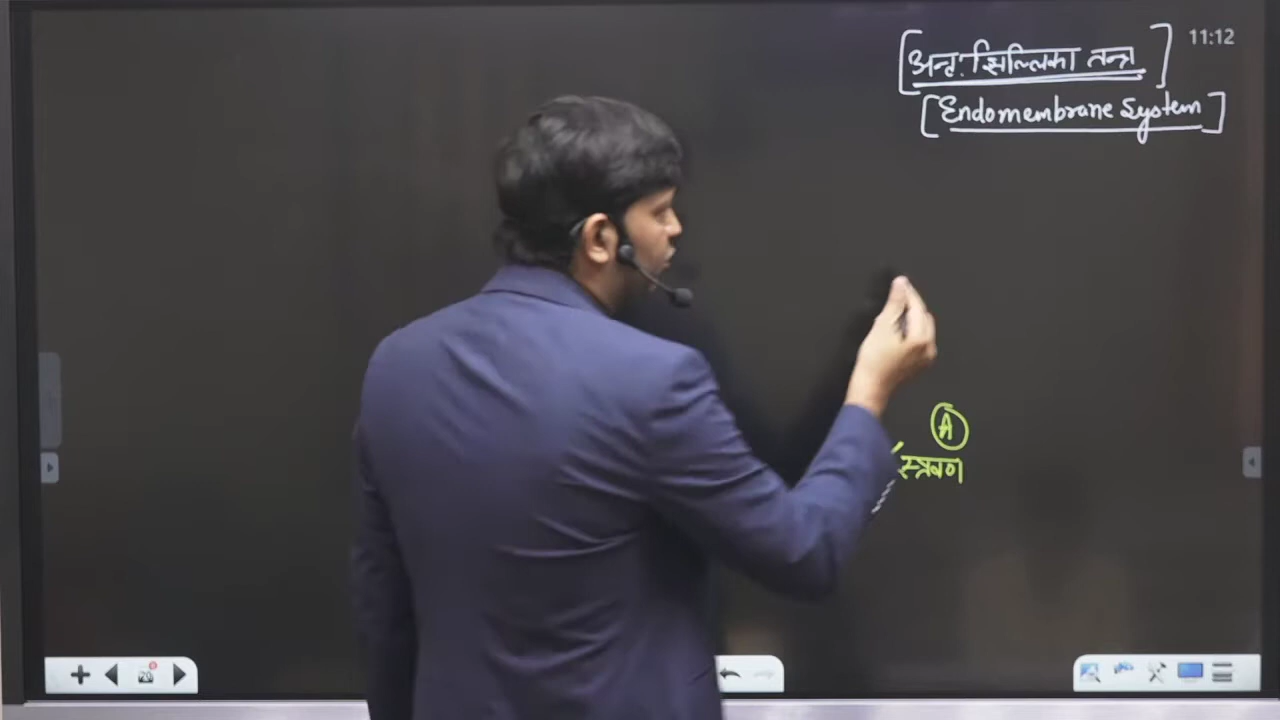 [अन्तः झिल्लिका तन्त्र]
11:12
[Endomembrane System]
A
स्त्रवण